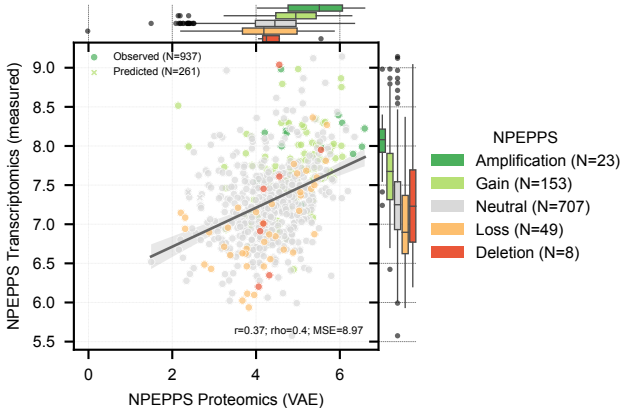 Observed (N=937)
Predicted (N=261)
NPEPPS Transcriptomics (measured)
9.0
8.5
8.0
7.5
7.0
6.5
6.0
5.5
r=0.37; rho=0.4; MSE=8.97
0 2 4 6
NPEPPS Proteomics (VAE)
NPEPPS
Amplification (N=23)
Gain (N=153)
Neutral (N=707)
Loss (N=49)
Deletion (N=8)